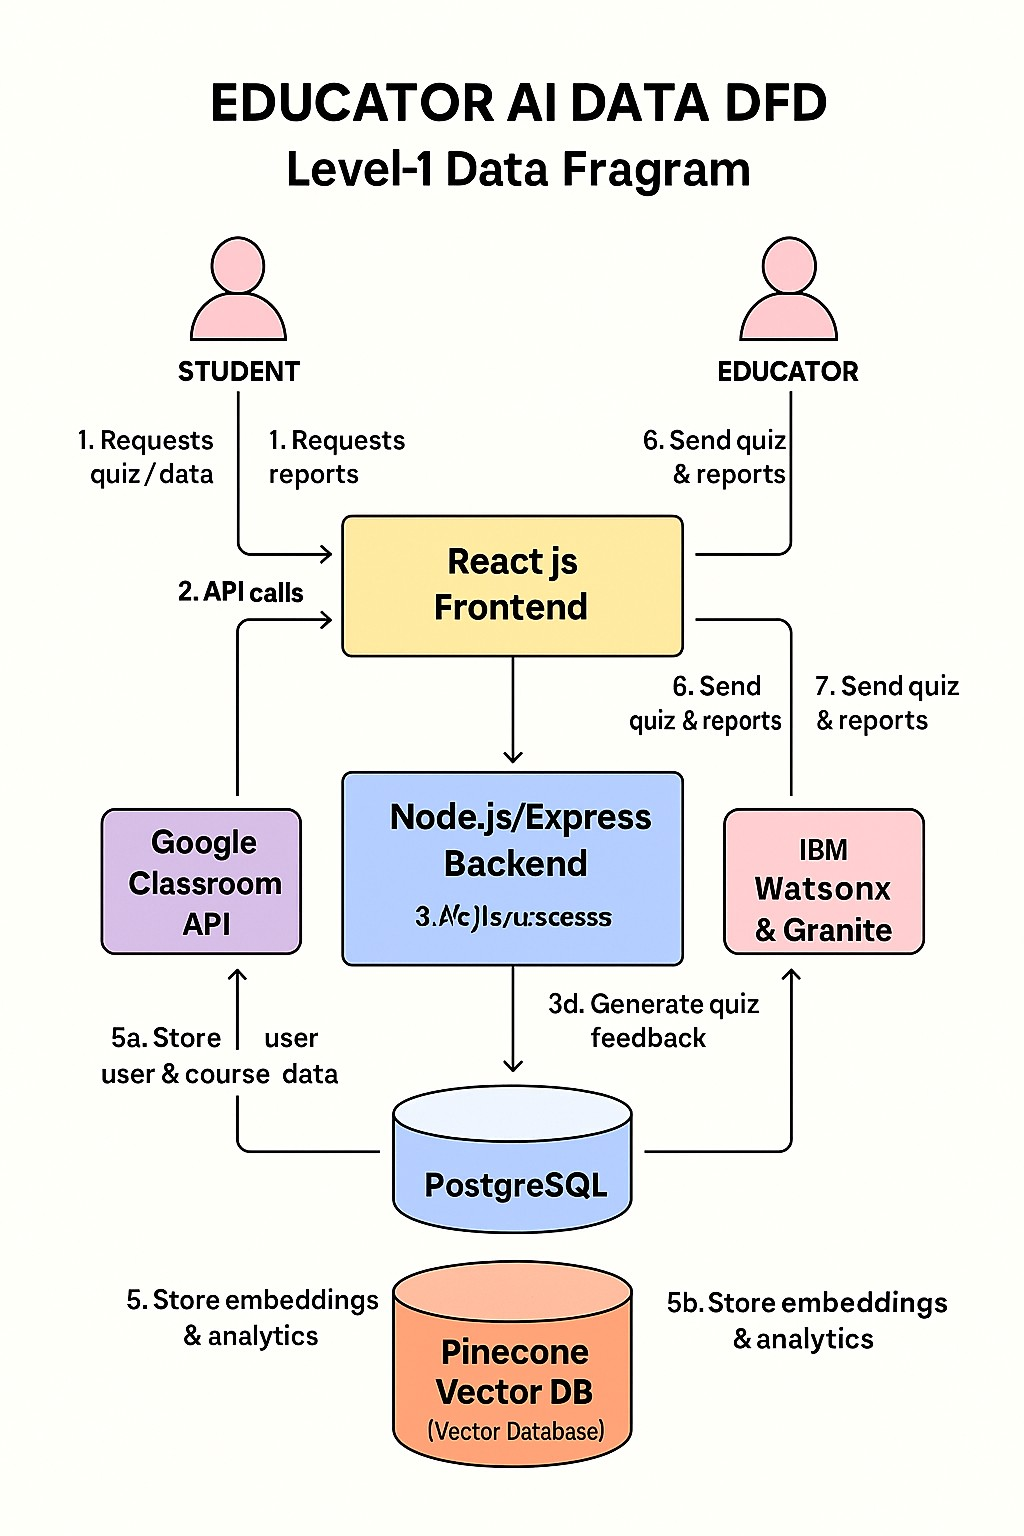 EDUCATOR AI DATA DFD
Level-1 Data Fragram
STUDENT
EDUCATOR
1. Requests
quiz / data
1. Requests
reports
6. Send quiz
& reports
React js
Frontend
2. API calls
6. Send
quiz & reports
7. Send quiz
& reports
Node.js/Express
Backend
3.
Google
Classroom
API
IBM
Watsonx
& Granite
3d. Generate quiz
feedback
5a. Store user
user & course data
PostgreSQL
5. Store embeddings
& analytics
5b. Store embeddings
& analytics
Pinecone
Vector DB
(Vector Database)